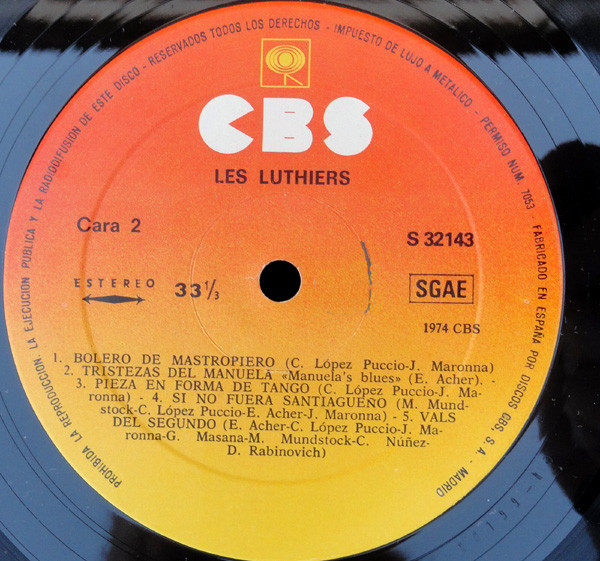 PROHIBIDA LA REPRODUCCION, LA EJECUCION PUBLICA Y LA RADIODIFUSION DE ESTE DISCO - RESERVADOS TODOS LOS DERECHOS - IMPUESTO DE LUJO A METALICO - PERMISO NUM. 7053 - FABRICADO EN ESPAÑA POR DISCOS CBS, S. A. - MADRID
CBS
LES LUTHIERS
Cara 2
S 32143
ESTEREO
33 1/3
SGAE
1974 CBS
1. BOLERO DE MASTROPIERO (C. López Puccio-J. Maronna)
2. TRISTEZAS DEL MANUELA «Manuela's blues» (E. Acher). -
3. PIEZA EN FORMA DE TANGO (C. López Puccio-J. Ma-
ronna) - 4. SI NO FUERA SANTIAGUEÑO (M. Mund-
stock-C. López Puccio-E. Acher-J. Maronna) - 5. VALS
DEL SEGUNDO (E. Acher-C. López Puccio-J. Ma-
ronna-G. Masana-M. Mundstock-C. Núñez-
D. Rabinovich)